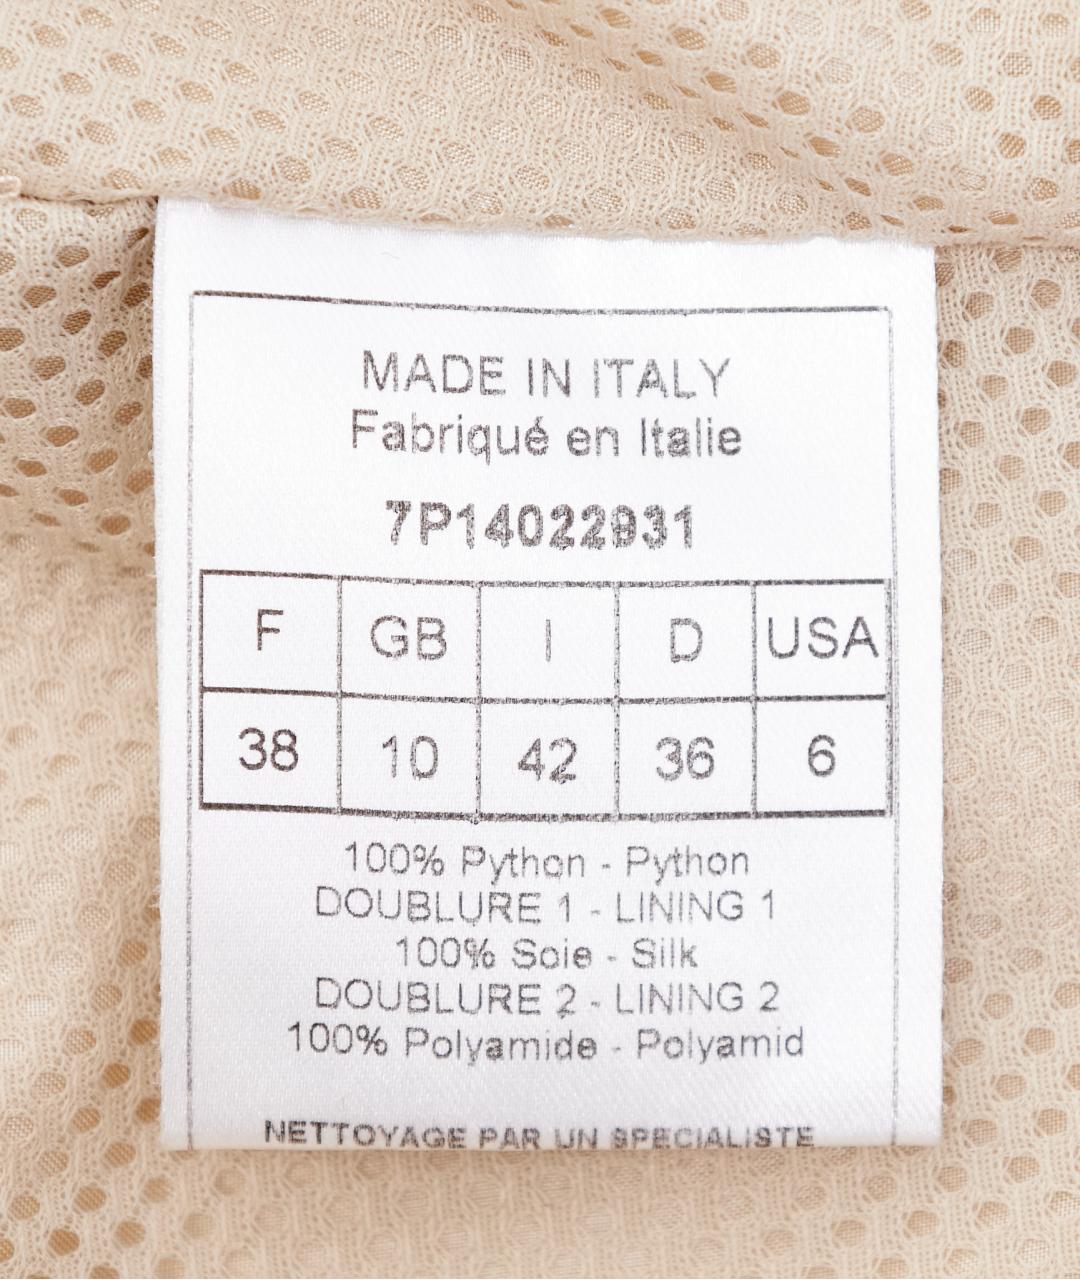 MADE IN ITALY
Fabriqué en Italie
7P14022931
F GB I D USA
38 10 42 36 6
100% Python - Python
DOUBLURE 1 - LINING 1
100% Soie - Silk
DOUBLURE 2 - LINING 2
100% Polyamide - Polyamid
NETTOYAGE PAR UN SPECIALISTE